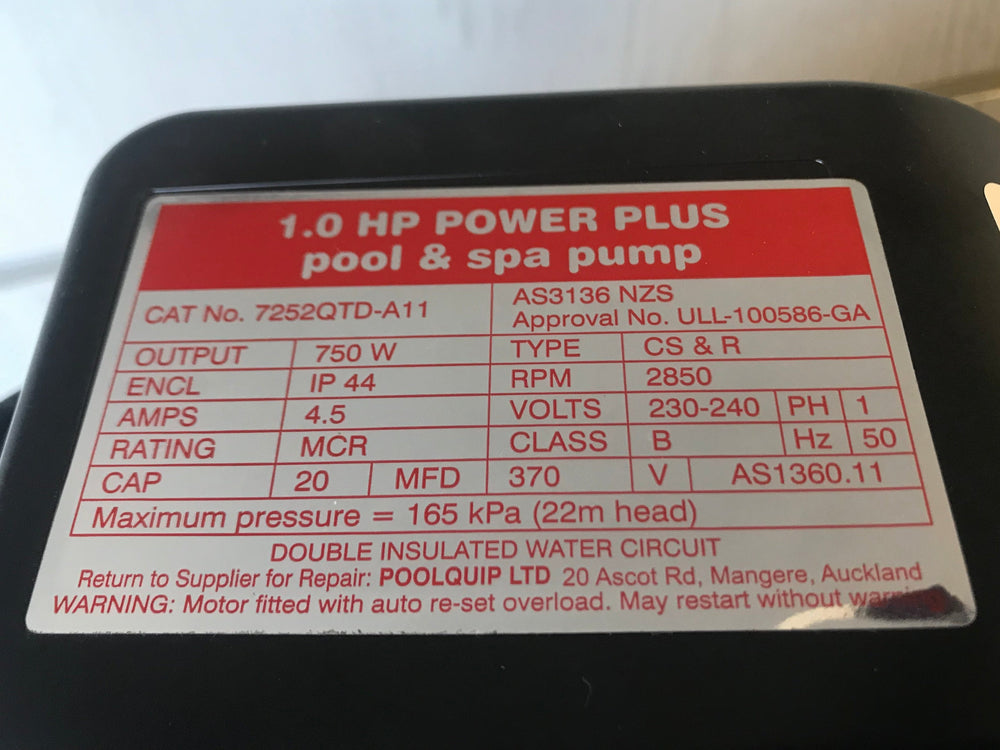 1.0 HP POWER PLUS
pool & spa pump
CAT No. 7252QTD-A11
AS3136 NZS
Approval No. ULL-100586-GA
OUTPUT 750 W TYPE CS & R
ENCL IP 44 RPM 2850
AMPS 4.5 VOLTS 230-240 PH 1
RATING MCR CLASS B Hz 50
CAP 20 MFD 370 V AS1360.11
Maximum pressure = 165 kPa (22m head)
DOUBLE INSULATED WATER CIRCUIT
Return to Supplier for Repair: POOLQUIP LTD 20 Ascot Rd, Mangere, Auckland
WARNING: Motor fitted with auto re-set overload. May restart without warning.